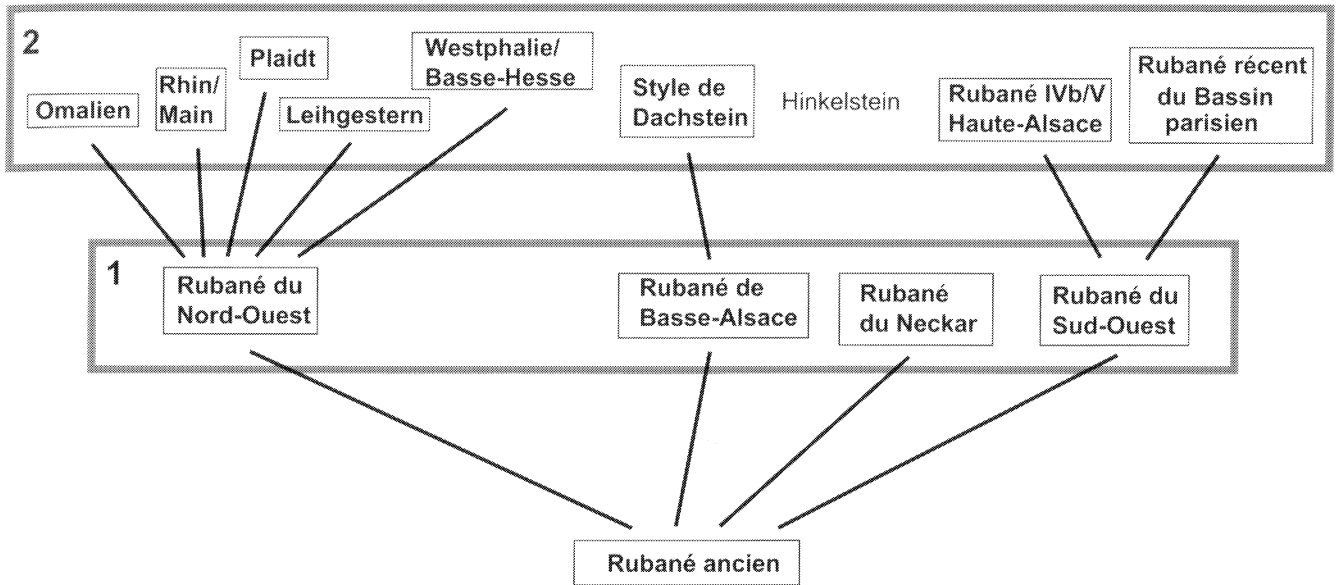 2
Omalien
Rhin/
Main
Plaidt
Leihgestern
Westphalie/
Basse-Hesse
Style de
Dachstein
Hinkelstein
Rubané IVb/V
Haute-Alsace
Rubané récent
du Bassin
parisien
1
Rubané du
Nord-Ouest
Rubané de
Basse-Alsace
Rubané
du Neckar
Rubané du
Sud-Ouest
Rubané ancien